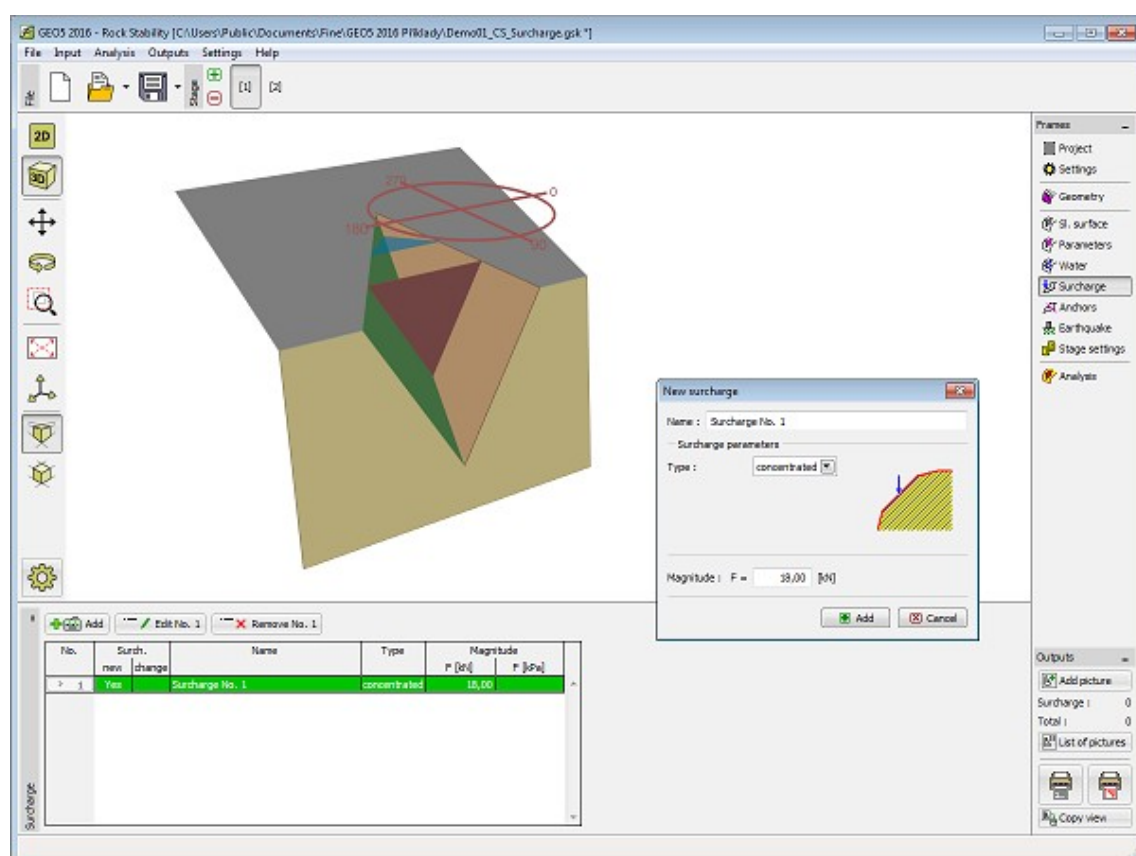 GEO5 2016 - Rock Stability [C:\Users\Public\Documents\Fine\GEO5 2016 Příklady\Demo01_CS_Surcharge.gsk *]
File Input Analysis Outputs Settings Help
File
Stage
[1] [2]
2D
3D
270
0
180
90
Frames
Project
Settings
Geometry
Sl. surface
Parameters
Water
Surcharge
Anchors
Earthquake
Stage settings
Analysis
New surcharge
Name : Surcharge No. 1
Surcharge parameters
Type : concentrated
Magnitude : F = 18,00 [kN]
Add Cancel
Add Edit No. 1 Remove No. 1
No. Surch. Name Type Magnitude
new change F [kN] F [kPa]
> 1 Yes Surcharge No. 1 concentrated 18,00
Surcharge
Outputs
Add picture
Surcharge : 0
Total : 0
List of pictures
Copy view